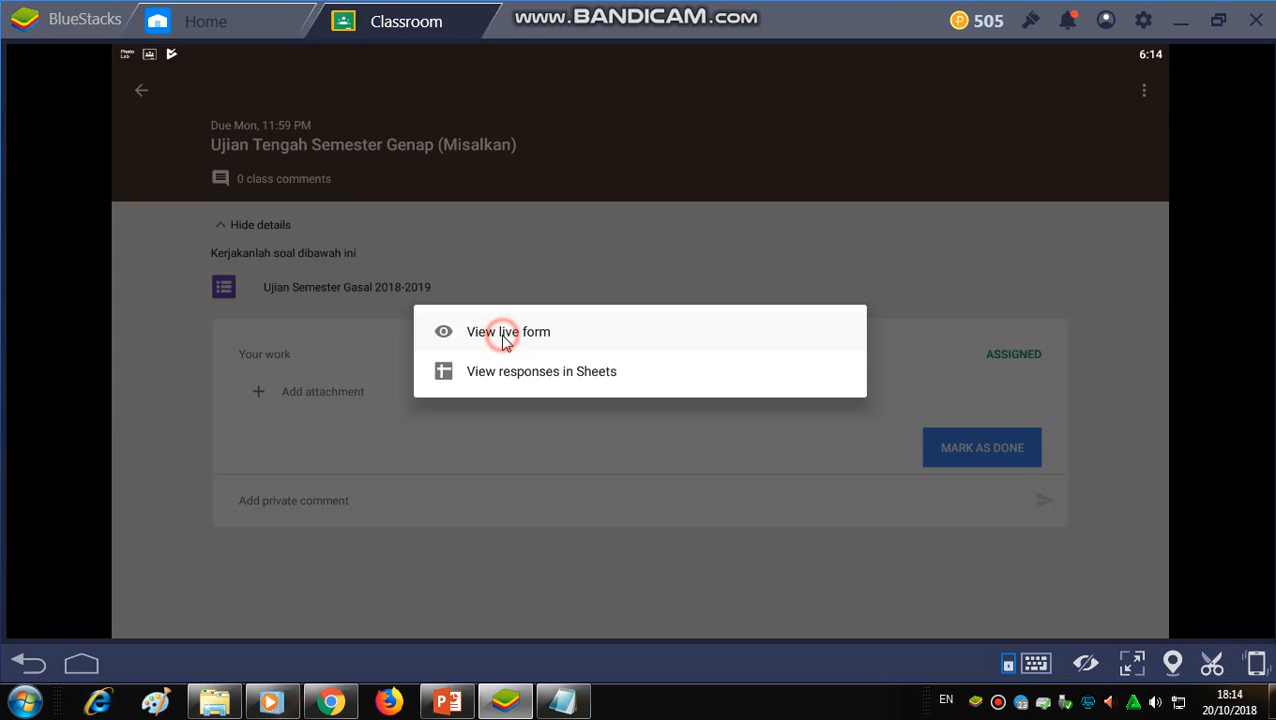 BlueStacks
Home
Classroom
www.BANDICAM.com
505
Photo Lab
6:14
Due Mon, 11:59 PM
Ujian Tengah Semester Genap (Misalkan)
0 class comments
Hide details
Kerjakanlah soal dibawah ini
Ujian Semester Gasal 2018-2019
View live form
View responses in Sheets
Your work
ASSIGNED
Add attachment
MARK AS DONE
Add private comment
EN
18:14
20/10/2018